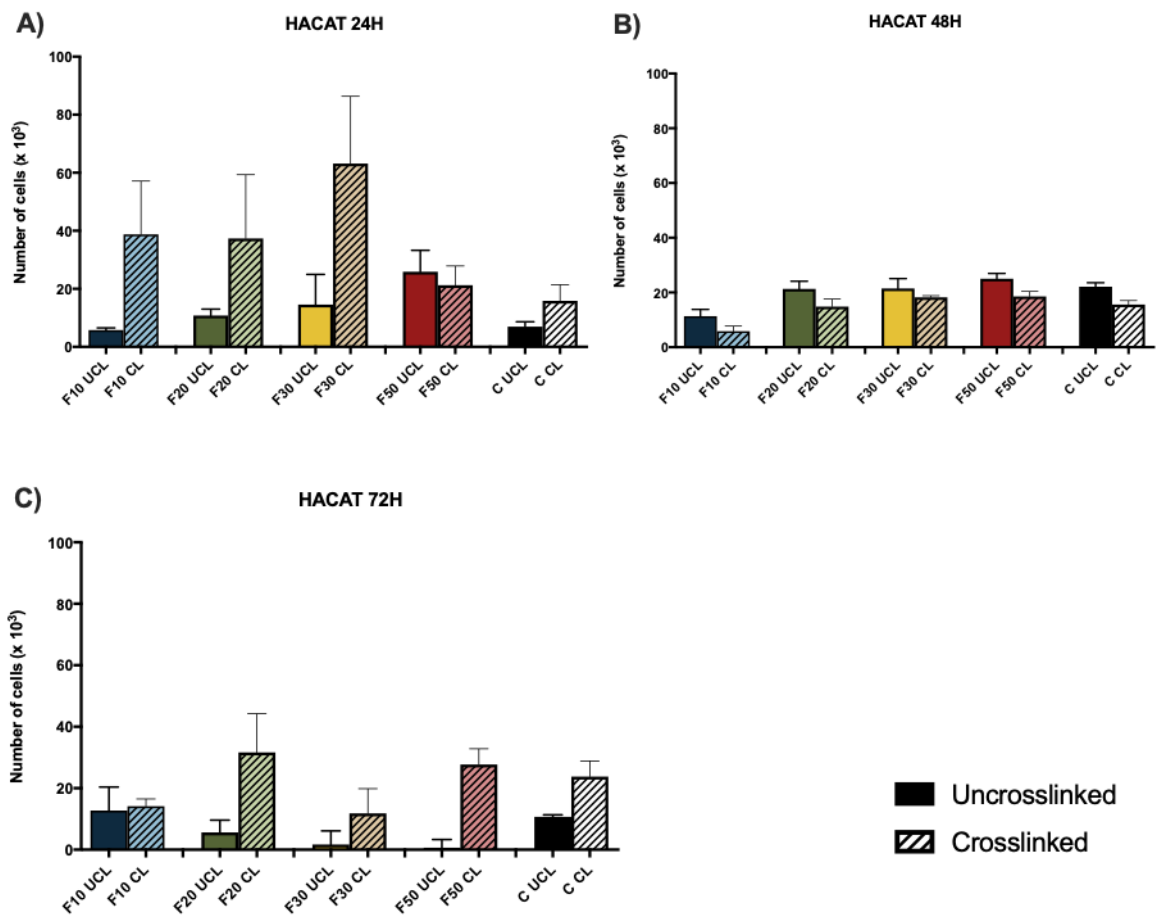 A)
HACAT 24H
Number of cells (x 10³)
100
80
60
40
20
0
F10 UCL
F10 CL
F20 UCL
F20 CL
F30 UCL
F30 CL
F50 UCL
F50 CL
C UCL
C CL
B)
HACAT 48H
Number of cells (x 10³)
100
80
60
40
20
0
F10 UCL
F10 CL
F20 UCL
F20 CL
F30 UCL
F30 CL
F50 UCL
F50 CL
C UCL
C CL
C)
HACAT 72H
Number of cells (x 10³)
100
80
60
40
20
0
F10 UCL
F10 CL
F20 UCL
F20 CL
F30 UCL
F30 CL
F50 UCL
F50 CL
C UCL
C CL
Uncrosslinked
Crosslinked